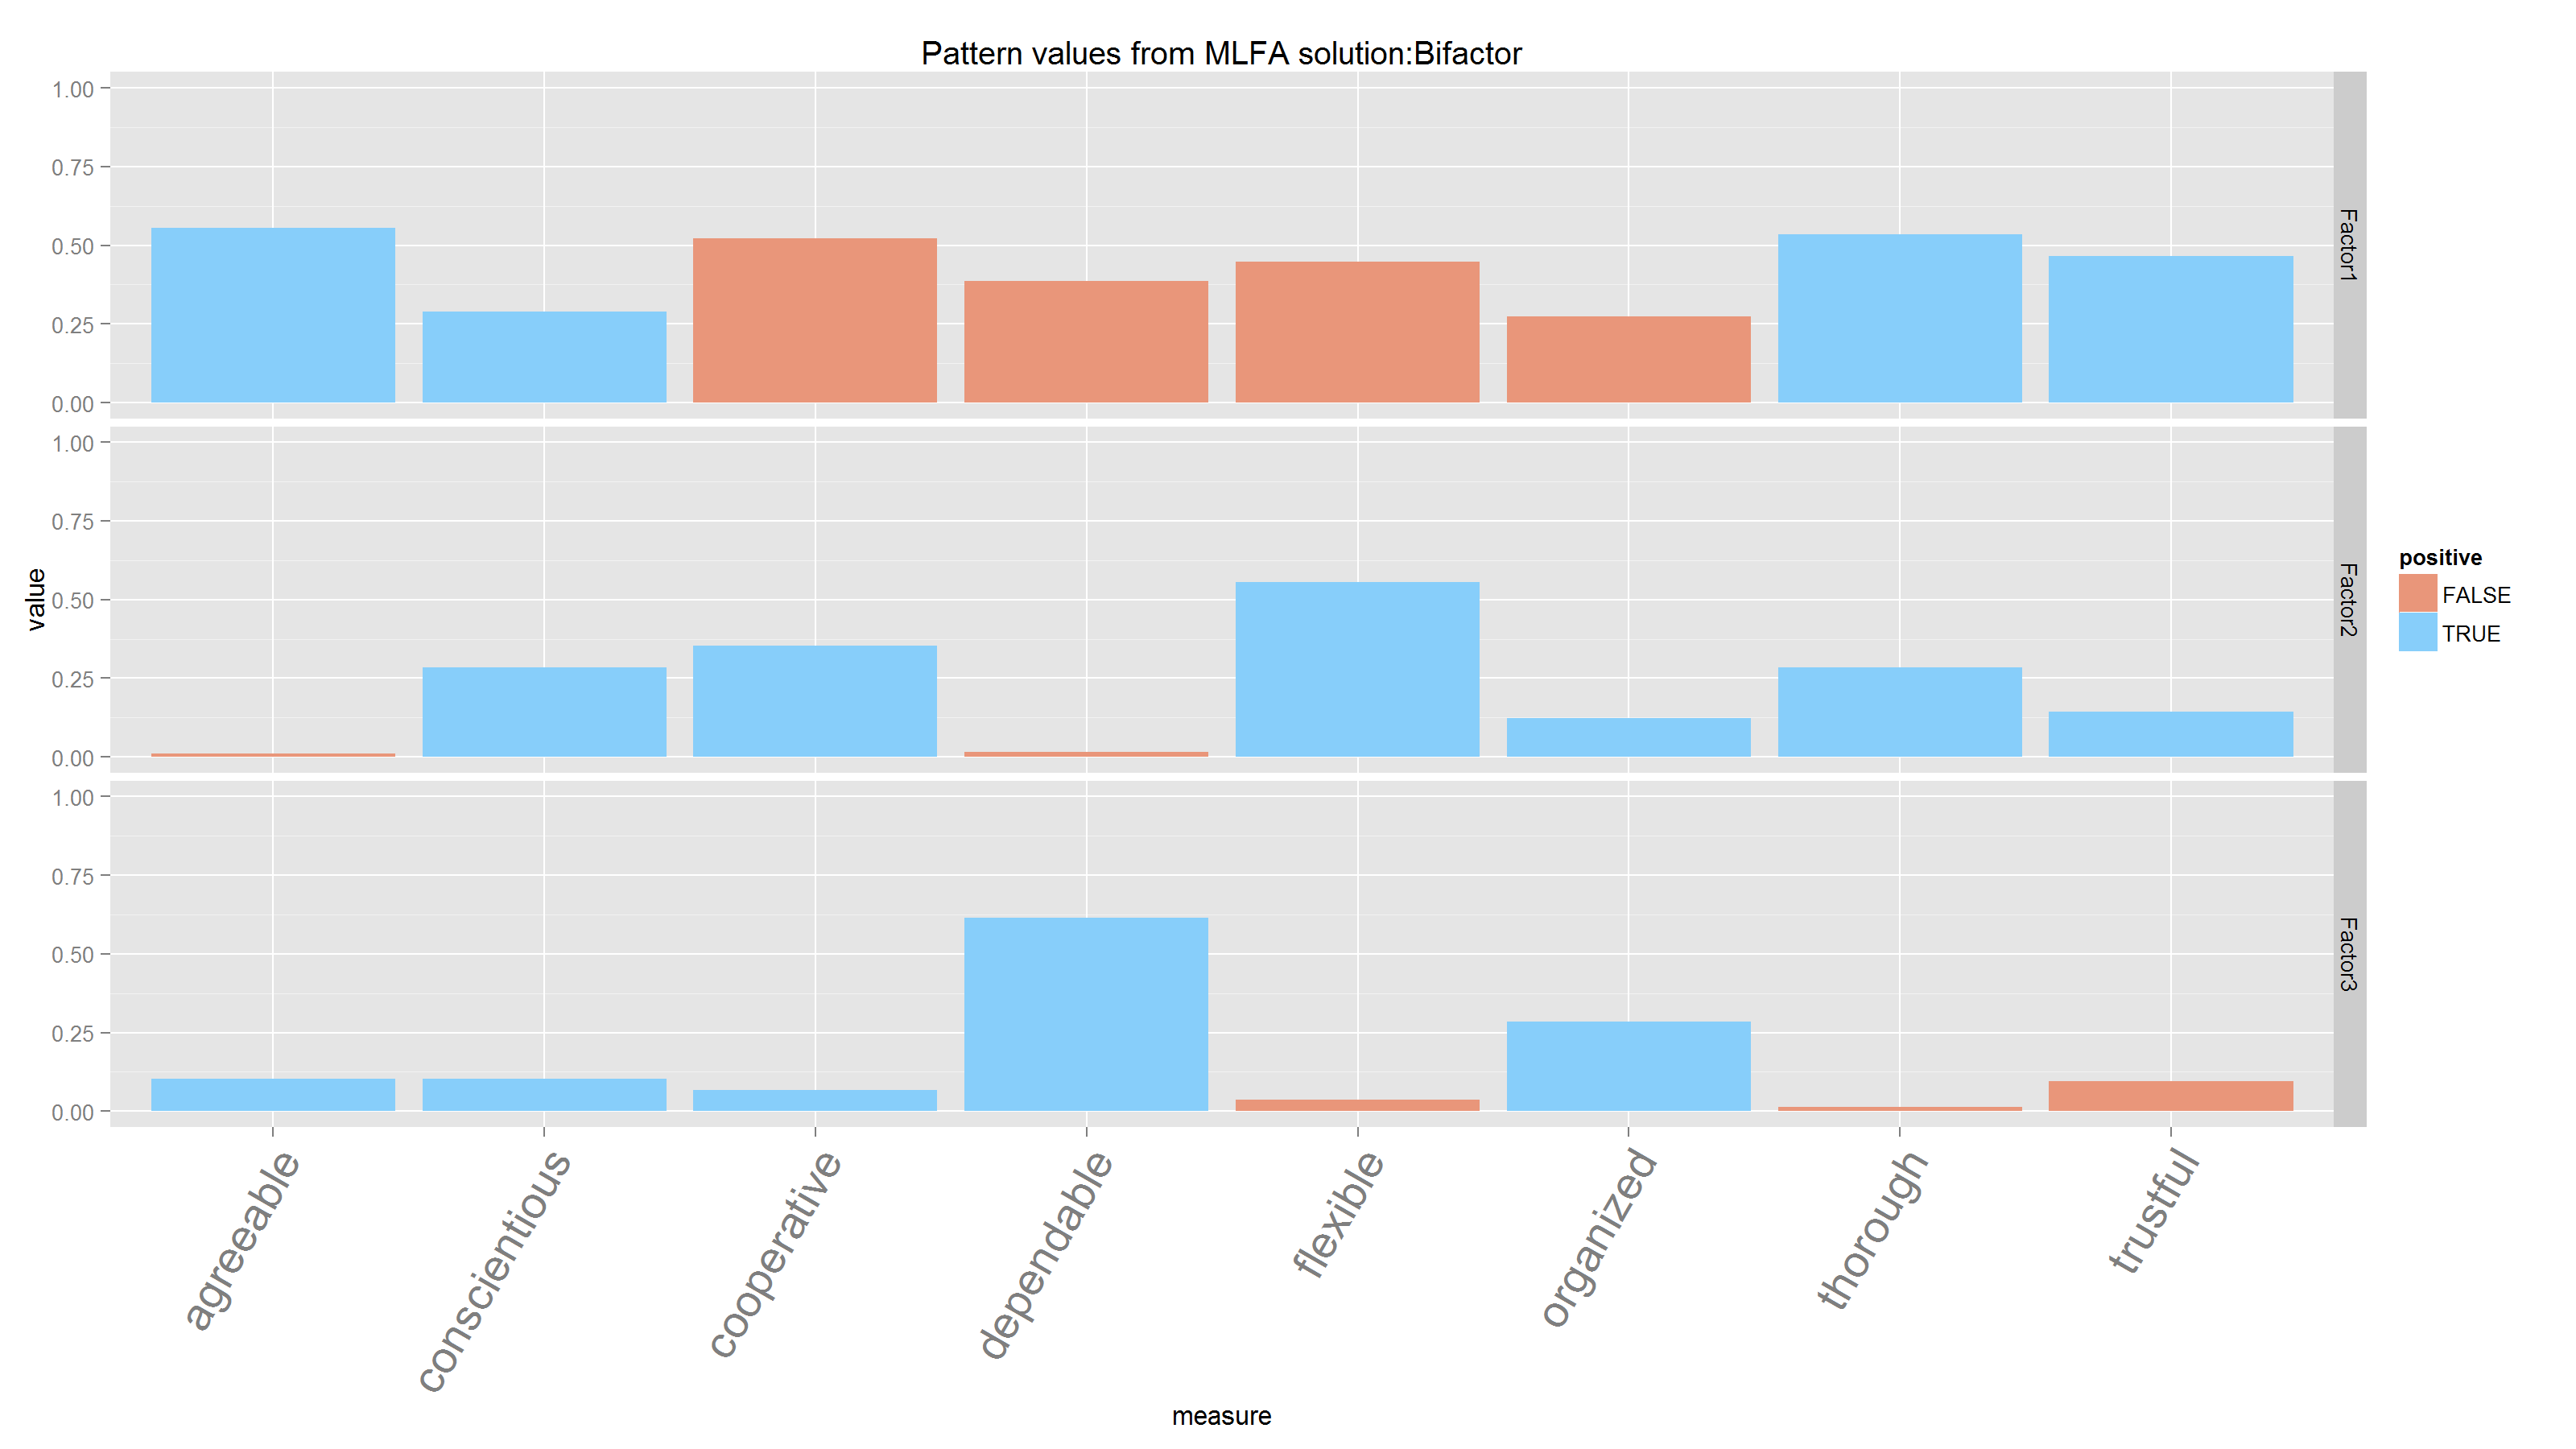 Pattern values from MLFA solution:Bifactor
1.00
0.75
0.50
0.25
0.00
Factor1
1.00
0.75
0.50
0.25
0.00
Factor2
1.00
0.75
0.50
0.25
0.00
Factor3
value
agreeable
conscientious
cooperative
dependable
flexible
organized
thorough
trustful
measure
positive
FALSE
TRUE